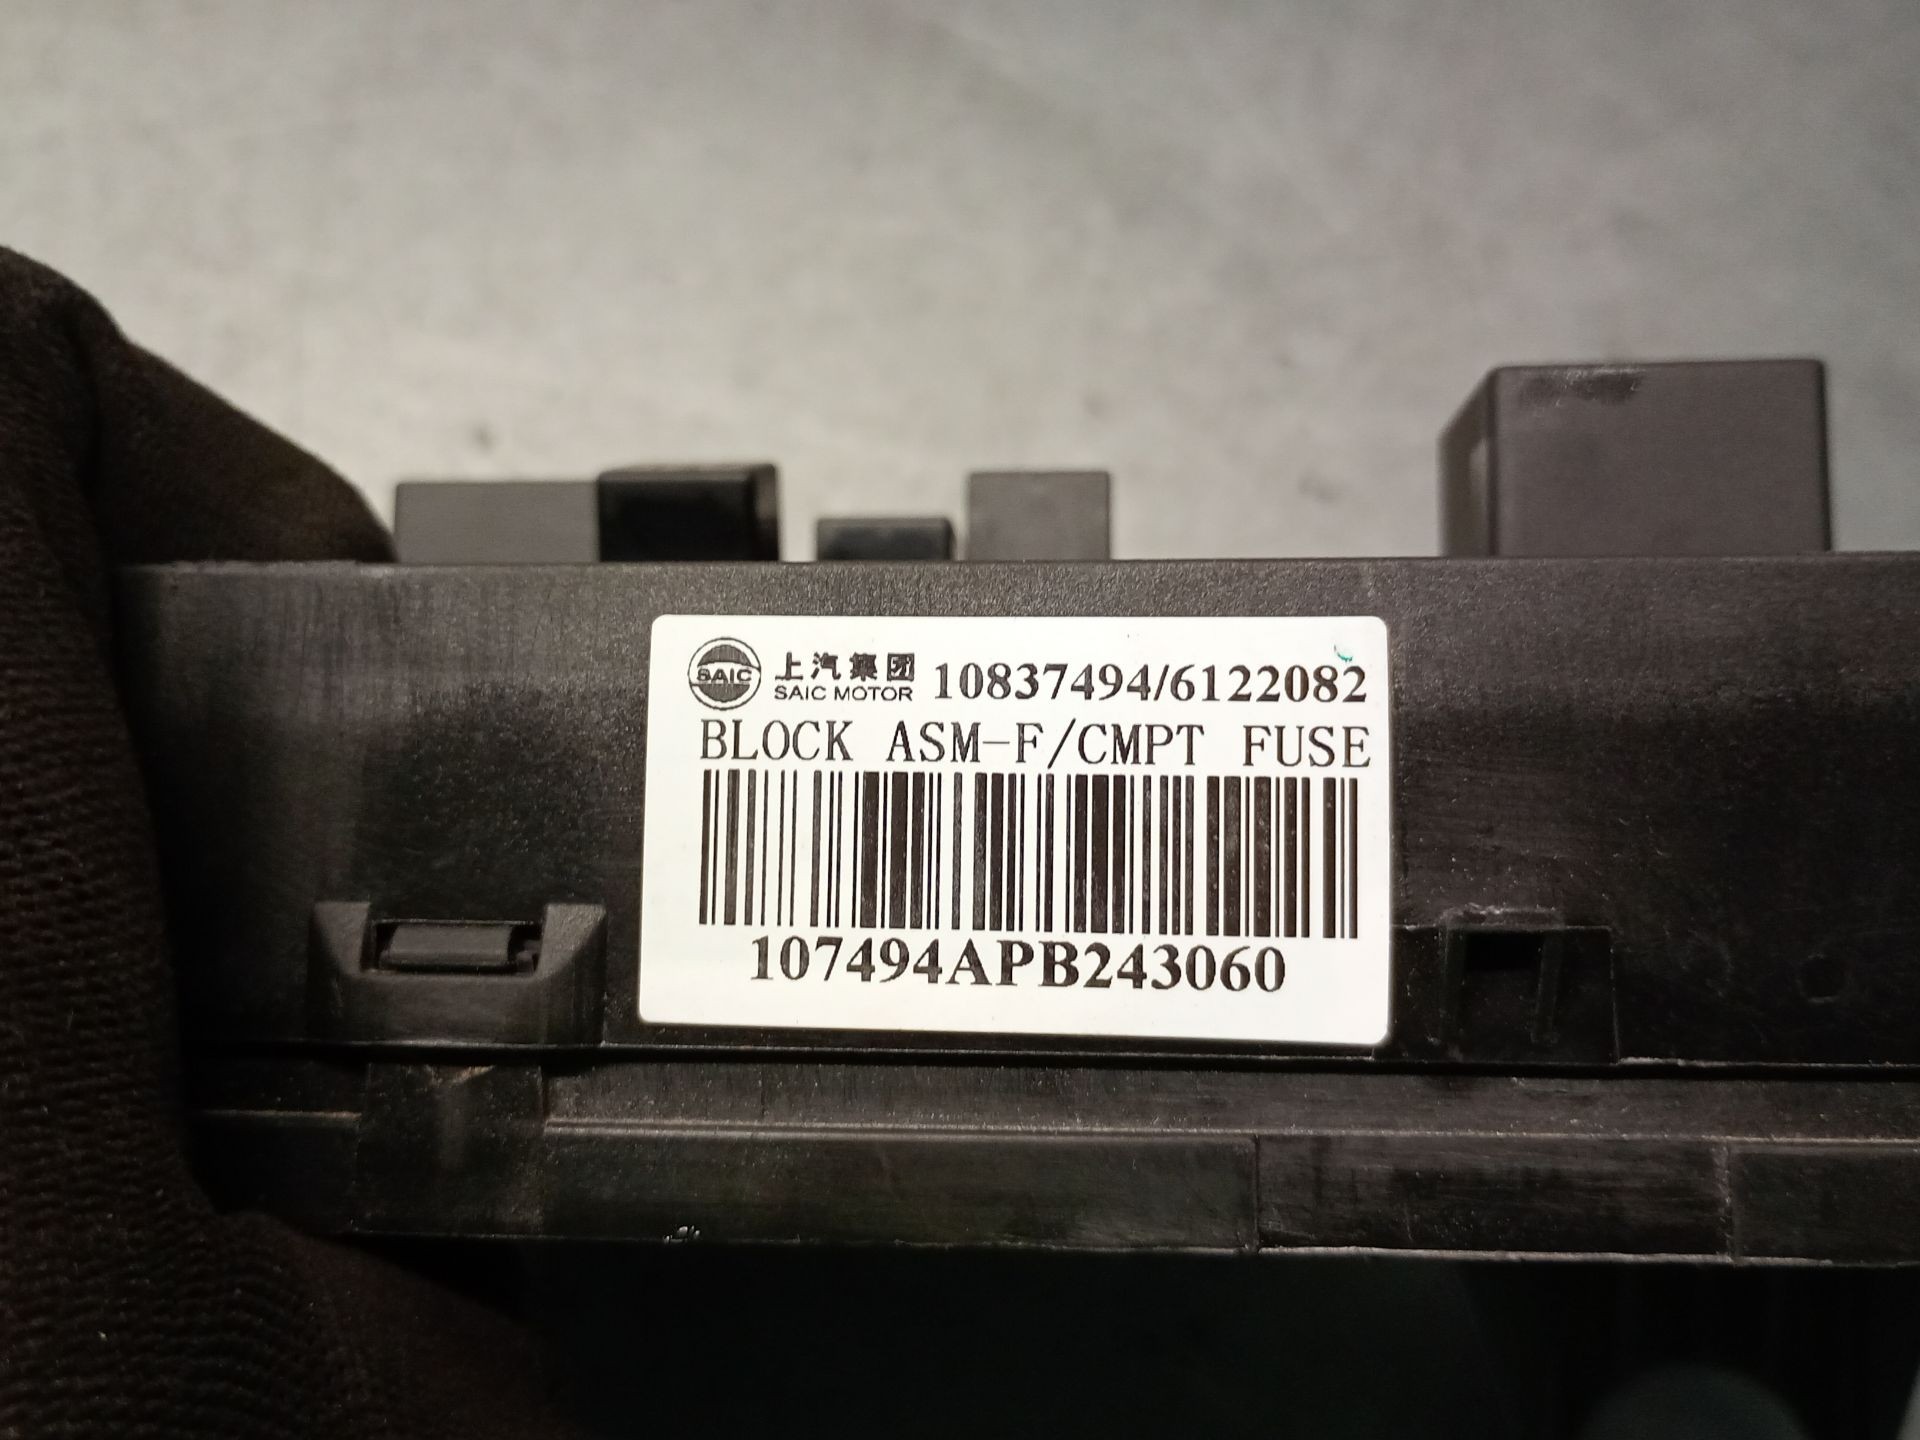 SAIC 上汽集团 10837494/6122082
SAIC MOTOR
BLOCK ASM-F/CMPT FUSE
107494APB243060